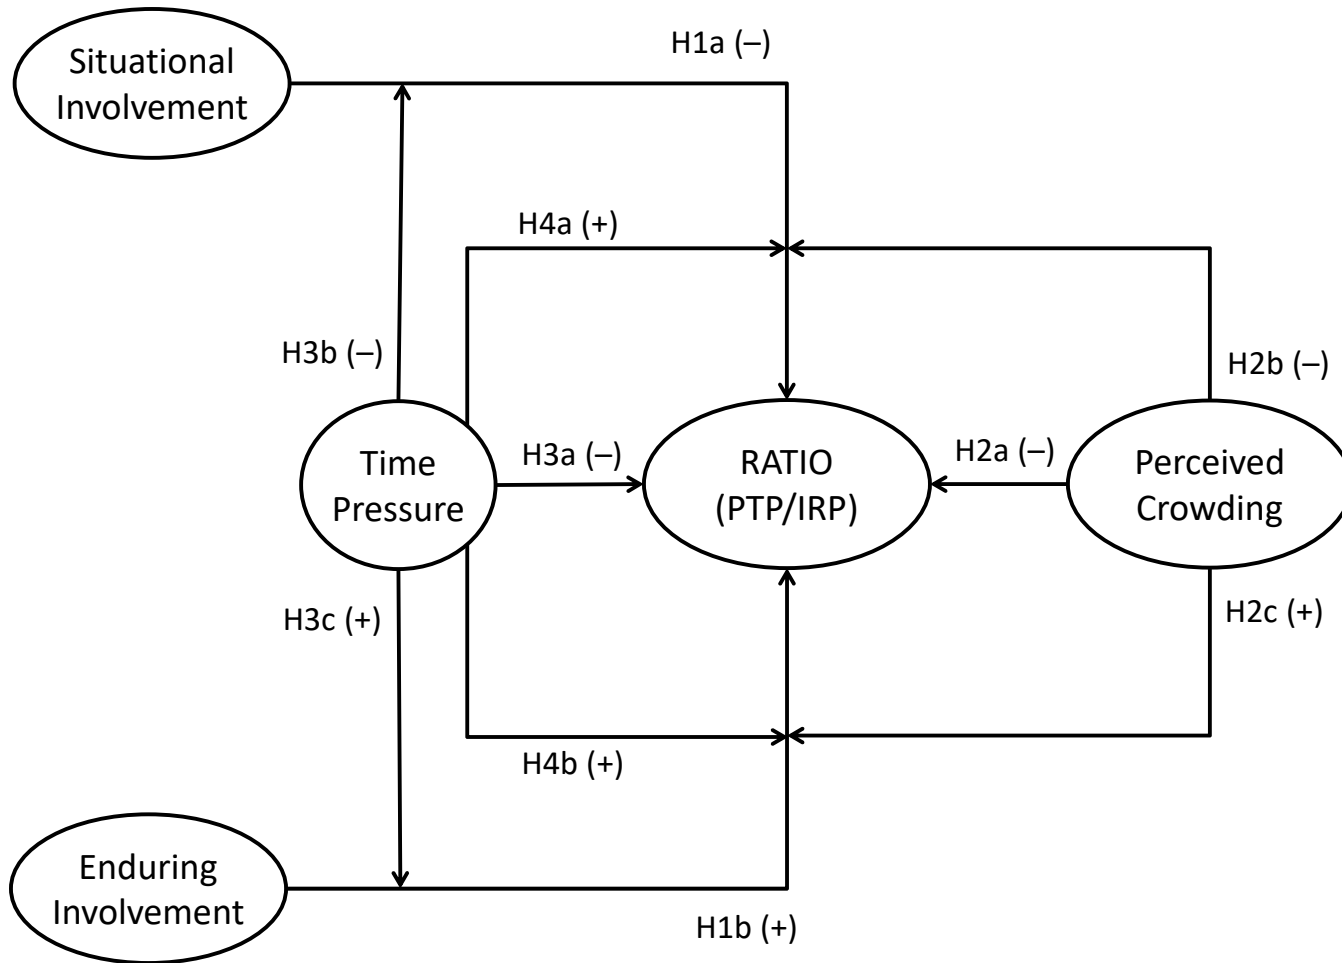 H1a (–)
Situational
Involvement
H4a (+)
H3b (–)
H2b (–)
Time
Pressure
H3a (–)
RATIO
(PTP/IRP)
H2a (–)
Perceived
Crowding
H3c (+)
H2c (+)
H4b (+)
Enduring
Involvement
H1b (+)